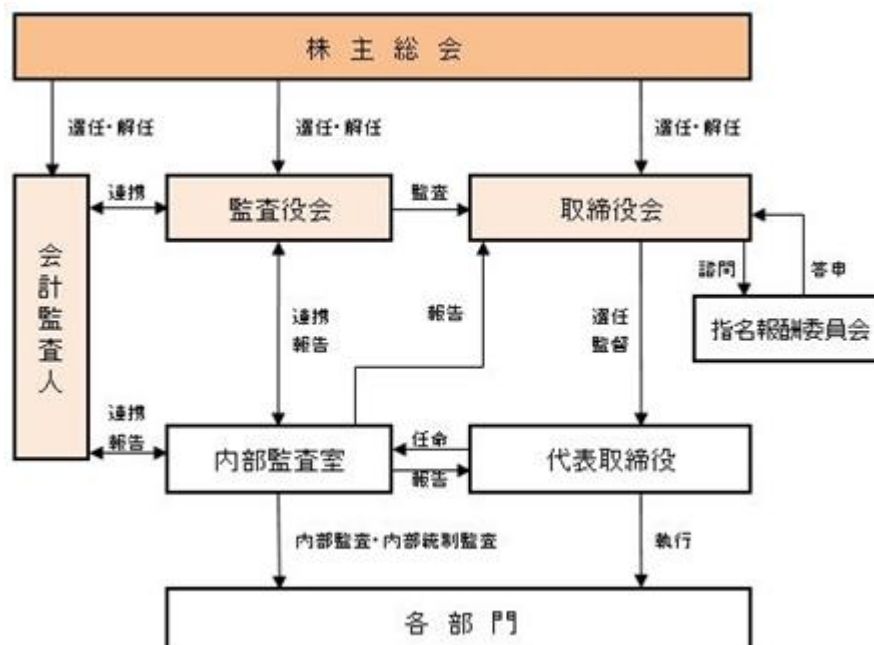 株主総会
選任・解任
選任・解任
選任・解任
連携
監査役会
監査
取締役会
会計監査人
諮問
答申
指名報酬委員会
連携
報告
報告
選任
監督
連携
報告
内部監査室
任命
報告
代表取締役
内部監査・内部統制監査
執行
各部門